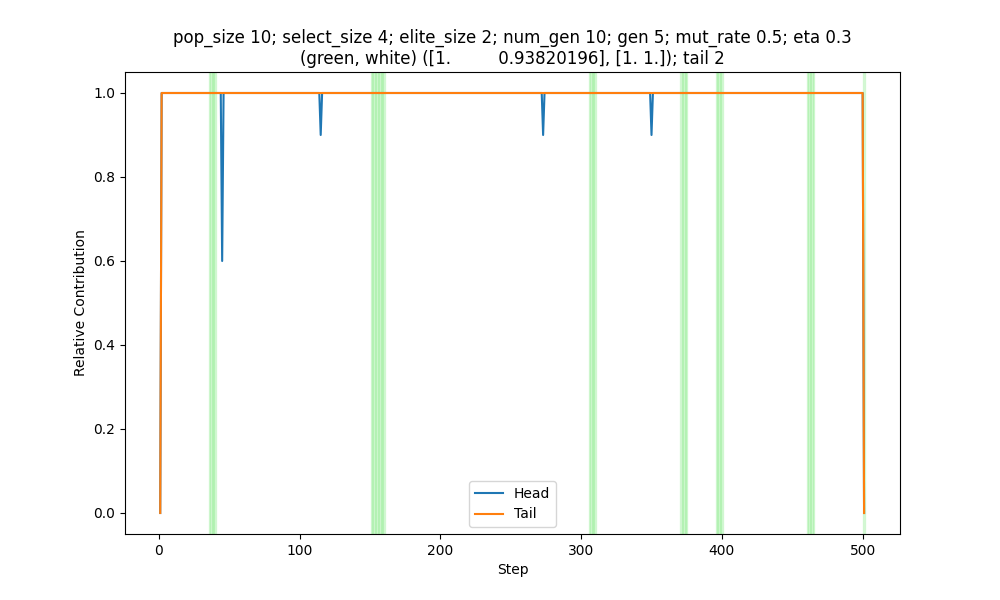 pop_size 10; select_size 4; elite_size 2; num_gen 10; gen 5; mut_rate 0.5; eta 0.3
(green, white) ([1.         0.93820196], [1. 1.]); tail 2
1.0
0.8
0.6
0.4
0.2
0.0
Relative Contribution
Head
Tail
0
100
200
300
400
500
Step